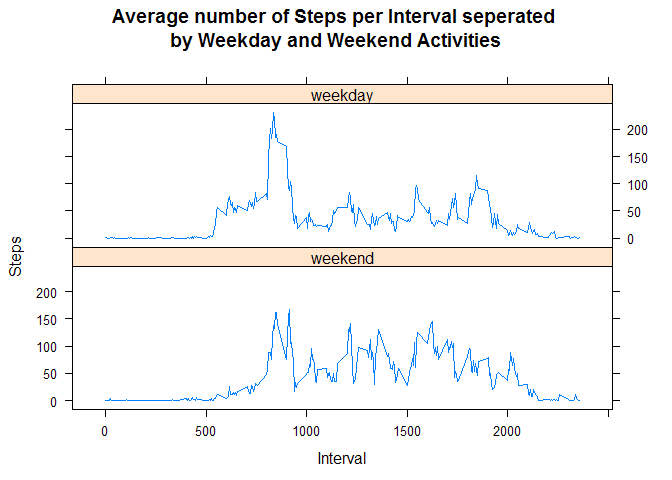 Average number of Steps per Interval seperated
by Weekday and Weekend Activities
weekday
200
150
100
50
0
weekend
200
150
100
50
0
Steps
0 500 1000 1500 2000
Interval